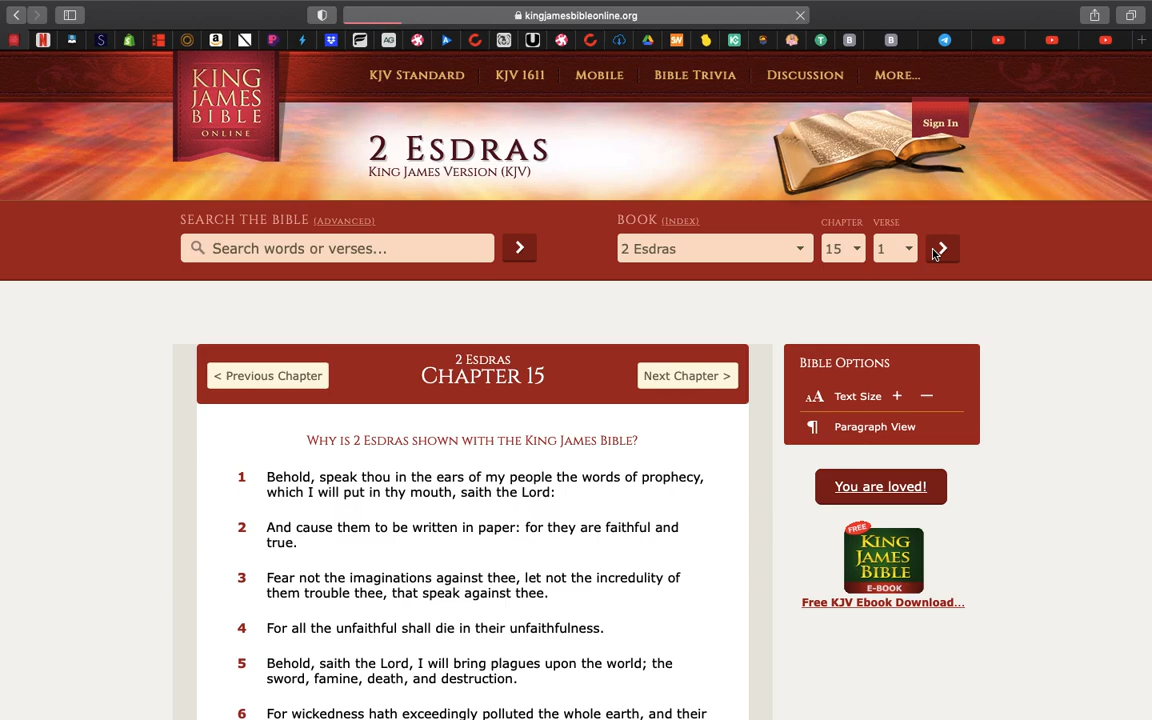 kingjamesbibleonline.org
KING
JAMES
BIBLE
ONLINE
KJV STANDARD
KJV 1611
MOBILE
BIBLE TRIVIA
DISCUSSION
MORE...
Sign In
2 ESDRAS
KING JAMES VERSION (KJV)
SEARCH THE BIBLE (ADVANCED)
BOOK (INDEX)
CHAPTER
VERSE
Search words or verses...
2 Esdras
15
1
2 ESDRAS
CHAPTER 15
< Previous Chapter
Next Chapter >
WHY IS 2 ESDRAS SHOWN WITH THE KING JAMES BIBLE?
1 Behold, speak thou in the ears of my people the words of prophecy,
which I will put in thy mouth, saith the Lord:
2 And cause them to be written in paper: for they are faithful and
true.
3 Fear not the imaginations against thee, let not the incredulity of
them trouble thee, that speak against thee.
4 For all the unfaithful shall die in their unfaithfulness.
5 Behold, saith the Lord, I will bring plagues upon the world; the
sword, famine, death, and destruction.
6 For wickedness hath exceedingly polluted the whole earth, and their
BIBLE OPTIONS
AA Text Size + —
¶ Paragraph View
You are loved!
FREE
KING
JAMES
BIBLE
E-BOOK
Free KJV Ebook Download...